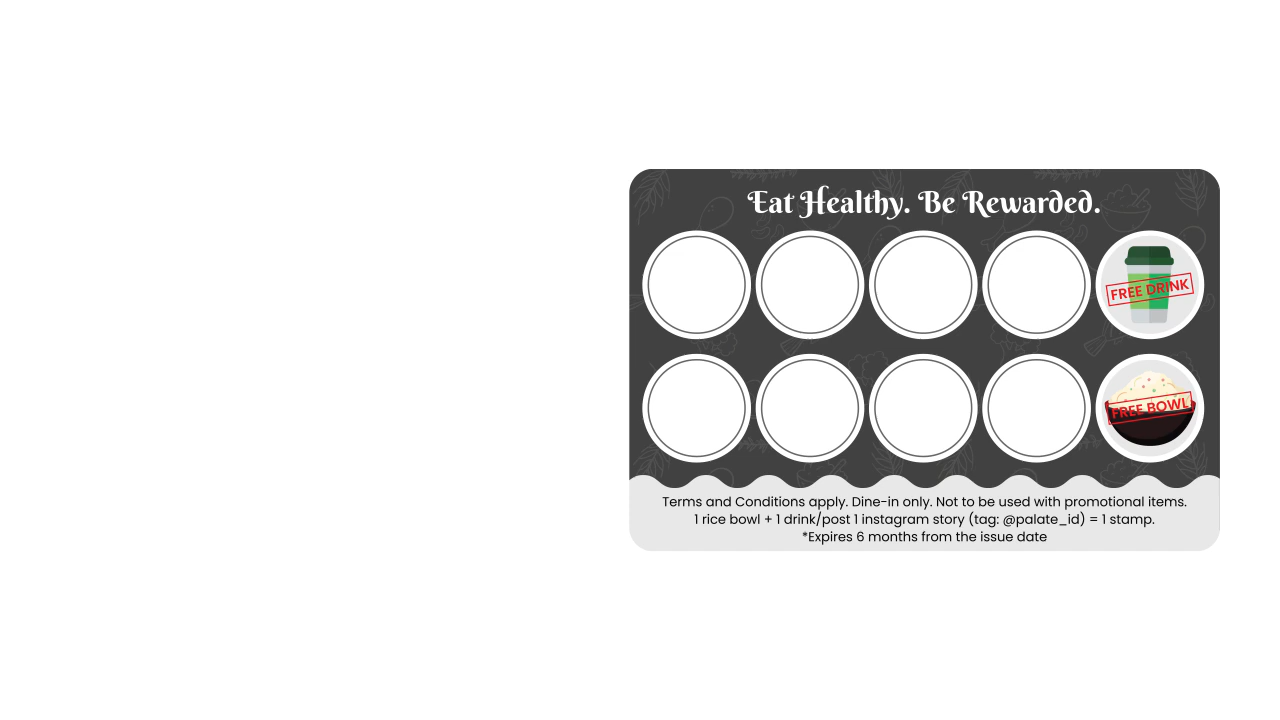 Eat Healthy. Be Rewarded.
FREE DRINK
FREE BOWL
Terms and Conditions apply. Dine-in only. Not to be used with promotional items.
1 rice bowl + 1 drink/post 1 instagram story (tag: @palate_id) = 1 stamp.
*Expires 6 months from the issue date